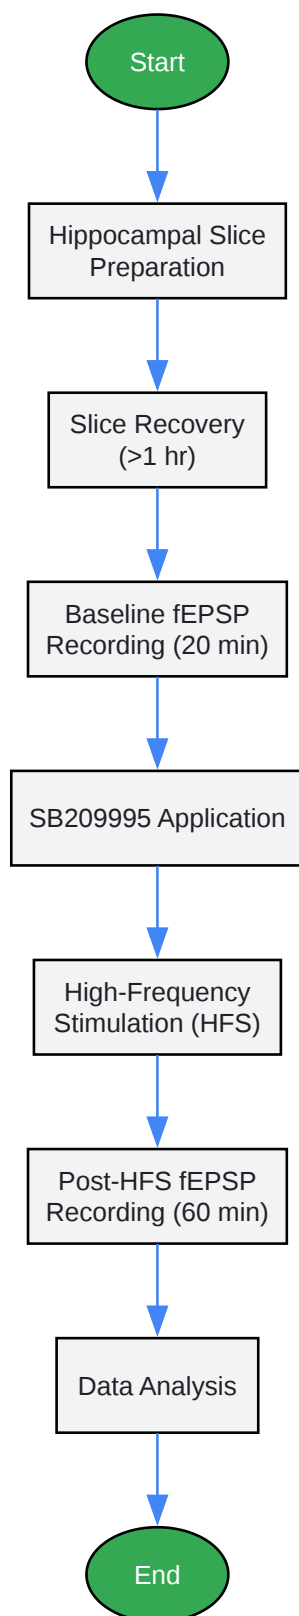 Start
Hippocampal Slice
Preparation
Slice Recovery
(>1 hr)
Baseline fEPSP
Recording (20 min)
SB209995 Application
High-Frequency
Stimulation (HFS)
Post-HFS fEPSP
Recording (60 min)
Data Analysis
End